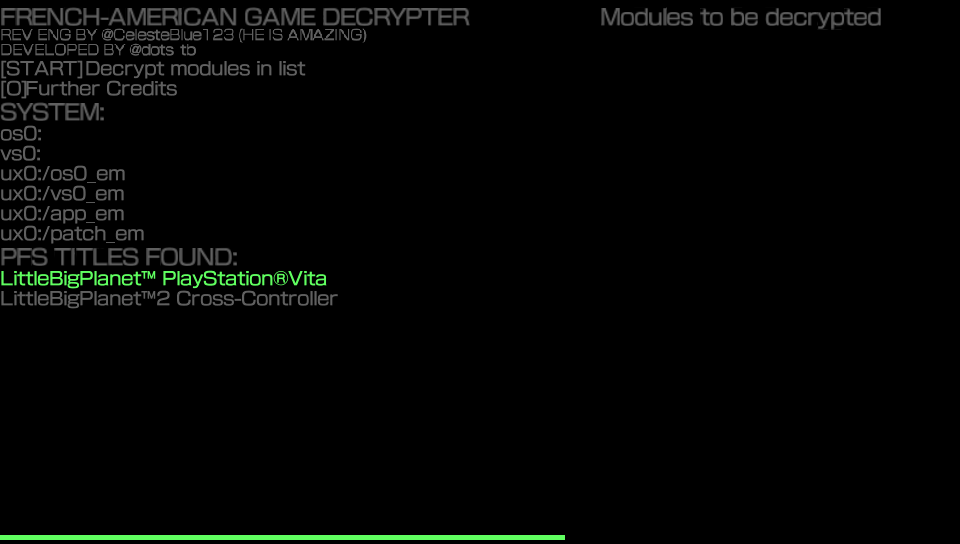 FRENCH-AMERICAN GAME DECRYPTER
REV ENG BY @CelesteBlue123 (HE IS AMAZING)
DEVELOPED BY @dots_tb
[START]Decrypt modules in list
[O]Further Credits
SYSTEM:
os0:
vs0:
ux0:/os0_em
ux0:/vs0_em
ux0:/app_em
ux0:/patch_em
PFS TITLES FOUND:
LittleBigPlanet™ PlayStation®Vita
LittleBigPlanet™2 Cross-Controller
Modules to be decrypted